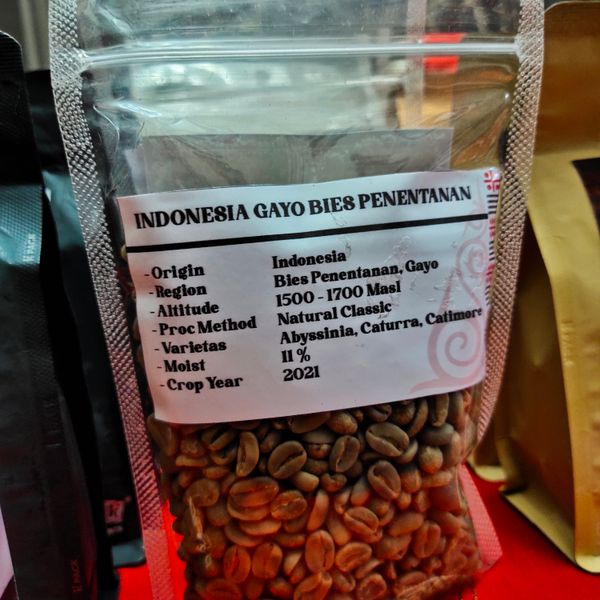 INDONESIA GAYO BIES PENENTANAN
- Origin Indonesia
- Region Bies Penentanan, Gayo
- Altitude 1500 - 1700 Masl
- Proc Method Natural Classic
- Varietas Abyssinia, Caturra, Catimore
- Moist 11 %
- Crop Year 2021